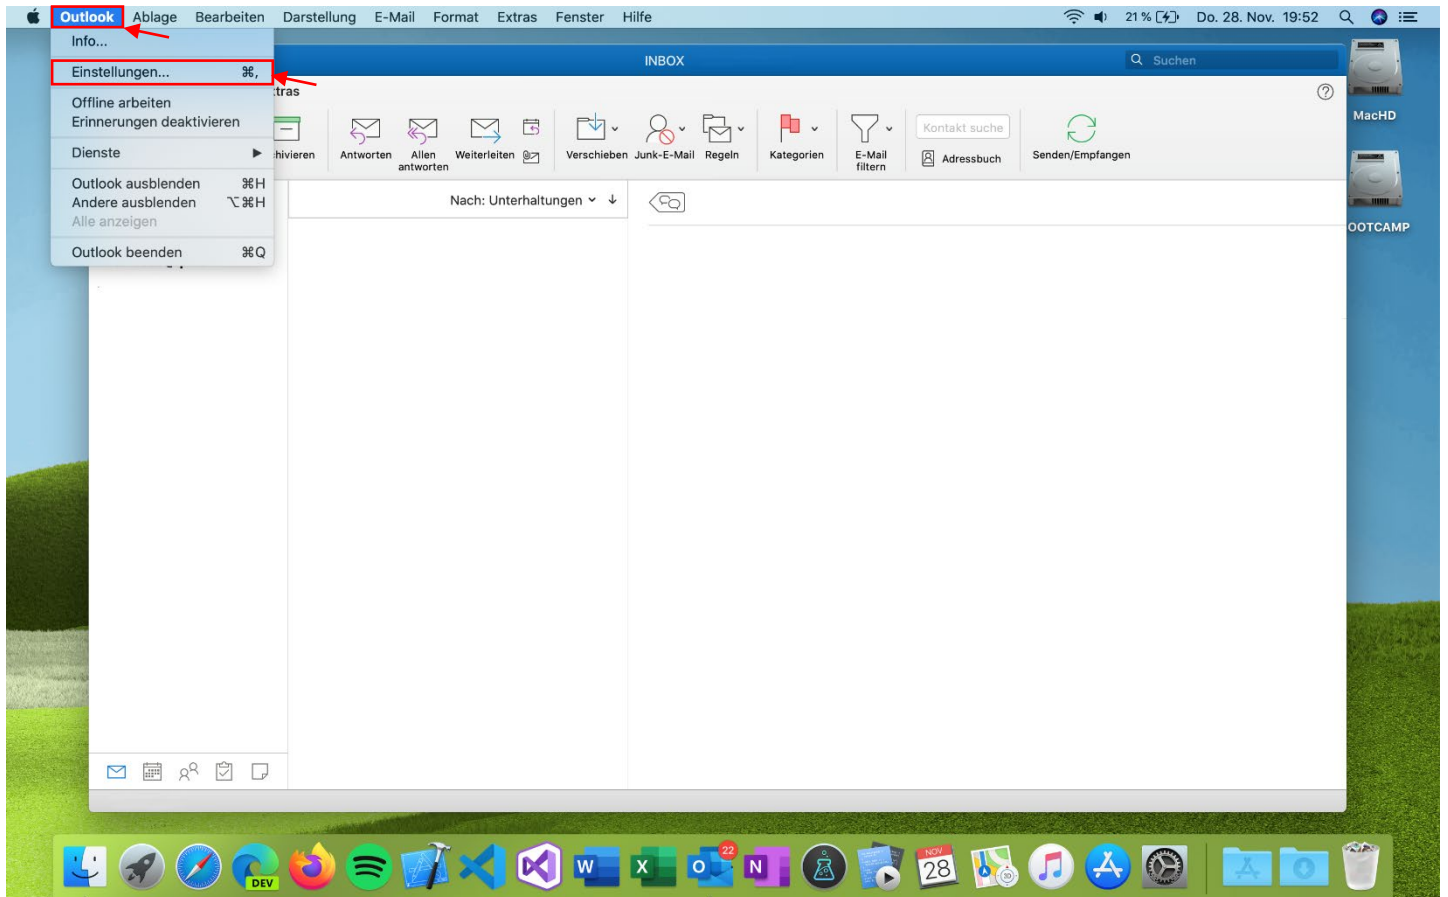 Outlook Ablage Bearbeiten Darstellung E-Mail Format Extras Fenster Hilfe 21 % Do. 28. Nov. 19:52
Info...
Einstellungen... ⌘,
Offline arbeiten
Erinnerungen deaktivieren
Dienste
Outlook ausblenden ⌘H
Andere ausblenden ⌥⌘H
Alle anzeigen
Outlook beenden ⌘Q
INBOX
Suchen
tras
hivieren
Antworten
Allen
antworten
Weiterleiten
Verschieben
Junk-E-Mail
Regeln
Kategorien
E-Mail
filtern
Kontakt suche
Adressbuch
Senden/Empfangen
Nach: Unterhaltungen
MacHD
OOTCAMP
DEV
W
X
O
22
N
NOV
28
3D